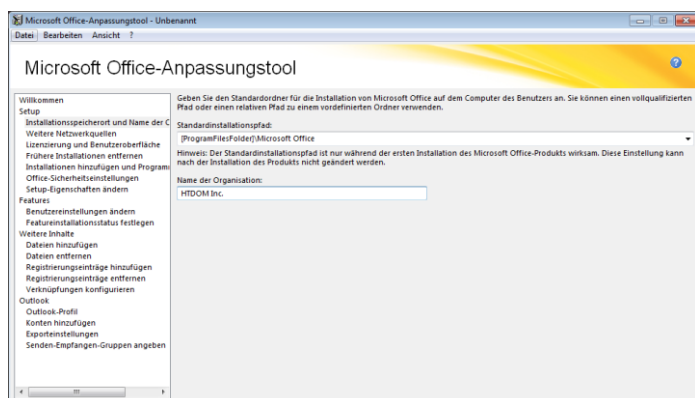 Microsoft Office-Anpassungstool - Unbenannt
Datei Bearbeiten Ansicht ?
Microsoft Office-Anpassungstool
Willkommen
Setup
Installationsspeicherort und Name der C
Weitere Netzwerkquellen
Lizenzierung und Benutzeroberfläche
Frühere Installationen entfernen
Installationen hinzufügen und Program
Office-Sicherheitseinstellungen
Setup-Eigenschaften ändern
Features
Benutzereinstellungen ändern
Featureinstallationsstatus festlegen
Weitere Inhalte
Dateien hinzufügen
Dateien entfernen
Registrierungseinträge hinzufügen
Registrierungseinträge entfernen
Verknüpfungen konfigurieren
Outlook
Outlook-Profil
Konten hinzufügen
Exporteinstellungen
Senden-Empfangen-Gruppen angeben
Geben Sie den Standardordner für die Installation von Microsoft Office auf dem Computer des Benutzers an. Sie können einen vollqualifizierten
Pfad oder einen relativen Pfad zu einem vordefinierten Ordner verwenden.
Standardinstallationspfad:
[ProgramFilesFolder]\Microsoft Office
Hinweis: Der Standardinstallationspfad ist nur während der ersten Installation des Microsoft Office-Produkts wirksam. Diese Einstellung kann
nach der Installation des Produkts nicht geändert werden.
Name der Organisation:
HTDOM Inc.